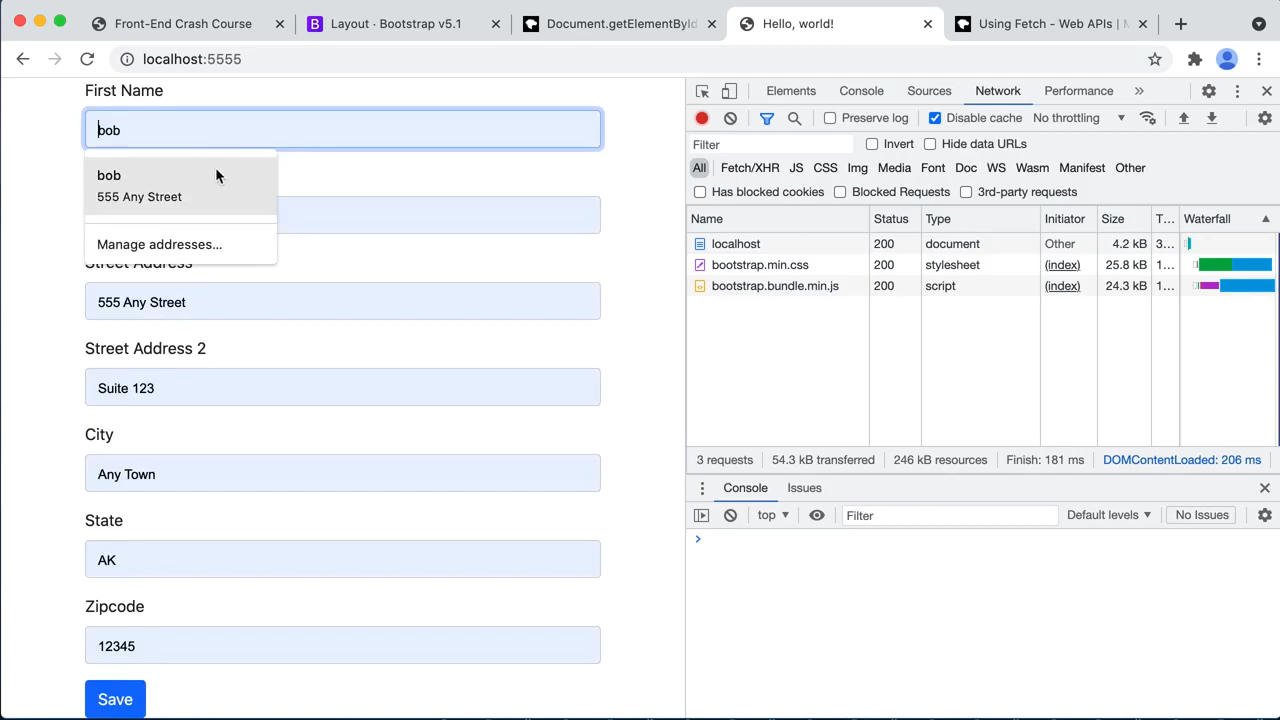 Front-End Crash Course
Layout · Bootstrap v5.1
Document.getElementById
Hello, world!
Using Fetch - Web APIs |
localhost:5555
First Name
bob
bob
555 Any Street
Manage addresses...
Street Address
555 Any Street
Street Address 2
Suite 123
City
Any Town
State
AK
Zipcode
12345
Save
Elements Console Sources Network Performance »
Preserve log Disable cache No throttling
Filter Invert Hide data URLs
All Fetch/XHR JS CSS Img Media Font Doc WS Wasm Manifest Other
Has blocked cookies Blocked Requests 3rd-party requests
Name Status Type Initiator Size T... Waterfall
localhost 200 document Other 4.2 kB 3...
bootstrap.min.css 200 stylesheet (index) 25.8 kB 1...
bootstrap.bundle.min.js 200 script (index) 24.3 kB 1...
3 requests 54.3 kB transferred 246 kB resources Finish: 181 ms DOMContentLoaded: 206 ms
Console Issues
top Filter Default levels No Issues